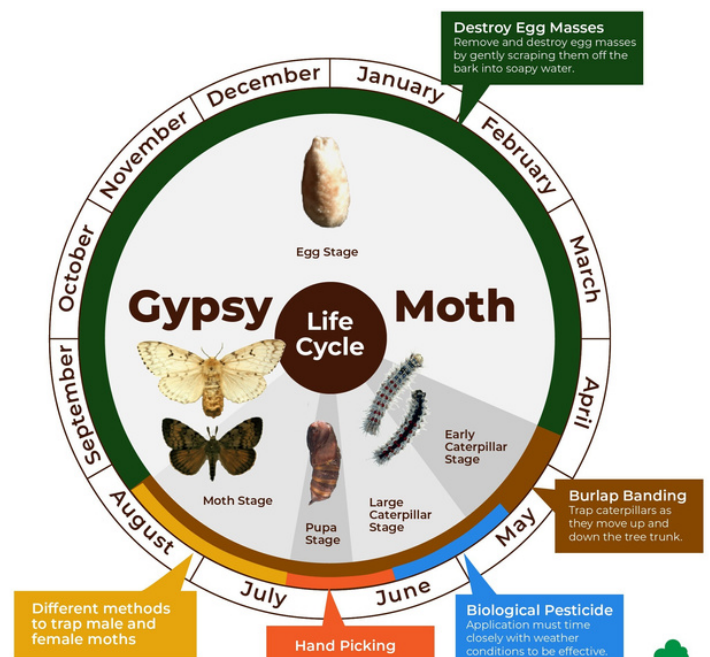 Destroy Egg Masses
Remove and destroy egg masses
by gently scraping them off the
bark into soapy water.
December
January
February
March
April
May
June
July
August
September
October
November
Egg Stage
Gypsy
Moth
Life
Cycle
Early
Caterpillar
Stage
Large
Caterpillar
Stage
Pupa
Stage
Moth Stage
Burlap Banding
Trap caterpillars as
they move up and
down the tree trunk.
Biological Pesticide
Application must time
closely with weather
conditions to be effective.
Hand Picking
Different methods
to trap male and
female moths